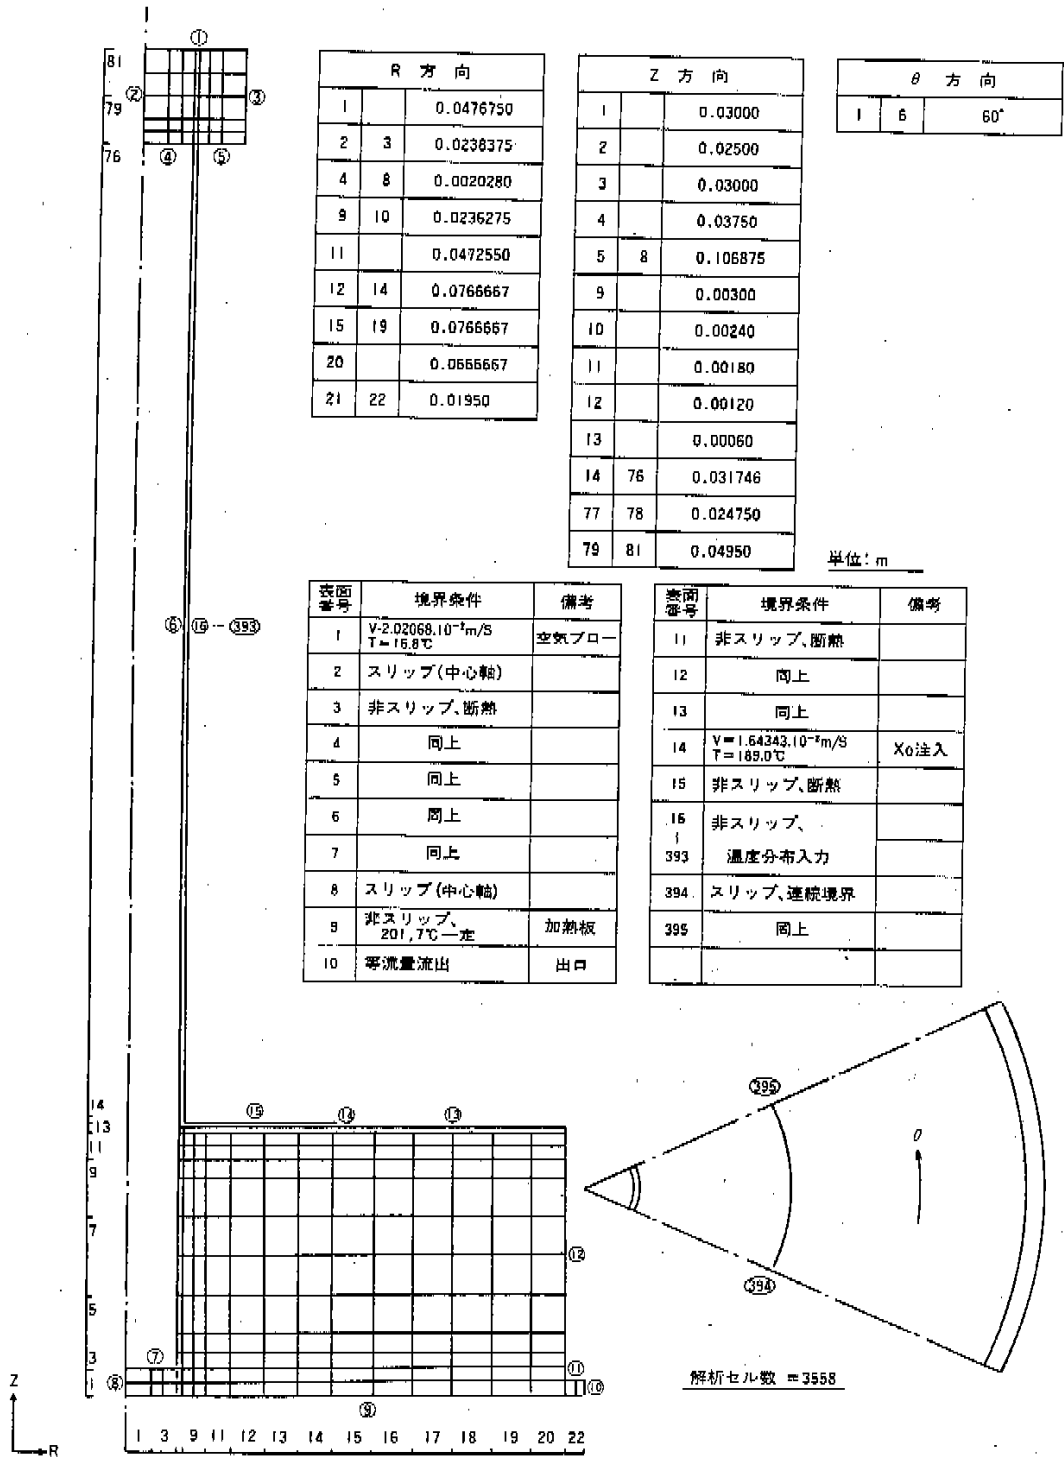 81
79
76
①
②
③
④
⑤
R 方 向
1 0.0476750
2 3 0.0238375
4 8 0.0020280
9 10 0.0236275
11 0.0472550
12 14 0.0766667
15 19 0.0766667
20 0.0666667
21 22 0.01950
Z 方 向
1 0.03000
2 0.02500
3 0.03000
4 0.03750
5 8 0.106875
9 0.00300
10 0.00240
11 0.00180
12 0.00120
13 0.00060
14 76 0.031746
77 78 0.024750
79 81 0.04950
θ 方 向
1 6 60°
単位: m
⑥ ⑯ --- (393)
表面番号 境界条件 備考
1 V-2.02068.10⁻²m/S T=16.8℃ 空気ブロー
2 スリップ(中心軸)
3 非スリップ、断熱
4 同上
5 同上
6 同上
7 同上
8 スリップ(中心軸)
9 非スリップ、201,7℃一定 加熱板
10 等流量流出 出口
表面番号 境界条件 備考
11 非スリップ、断熱
12 同上
13 同上
14 V=1.64343.10⁻²m/S T=189.0℃ X₀注入
15 非スリップ、断熱
16 ~ 393 非スリップ、温度分布入力
394 スリップ、連続境界
395 同上
14
13
11
9
7
5
3
1
⑮
⑭
⑬
⑫
⑪
⑩
⑦
⑧
⑨
Z
R
1 3 9 11 12 13 14 15 16 17 18 19 20 22
(395)
(394)
θ
解析セル数 =3558